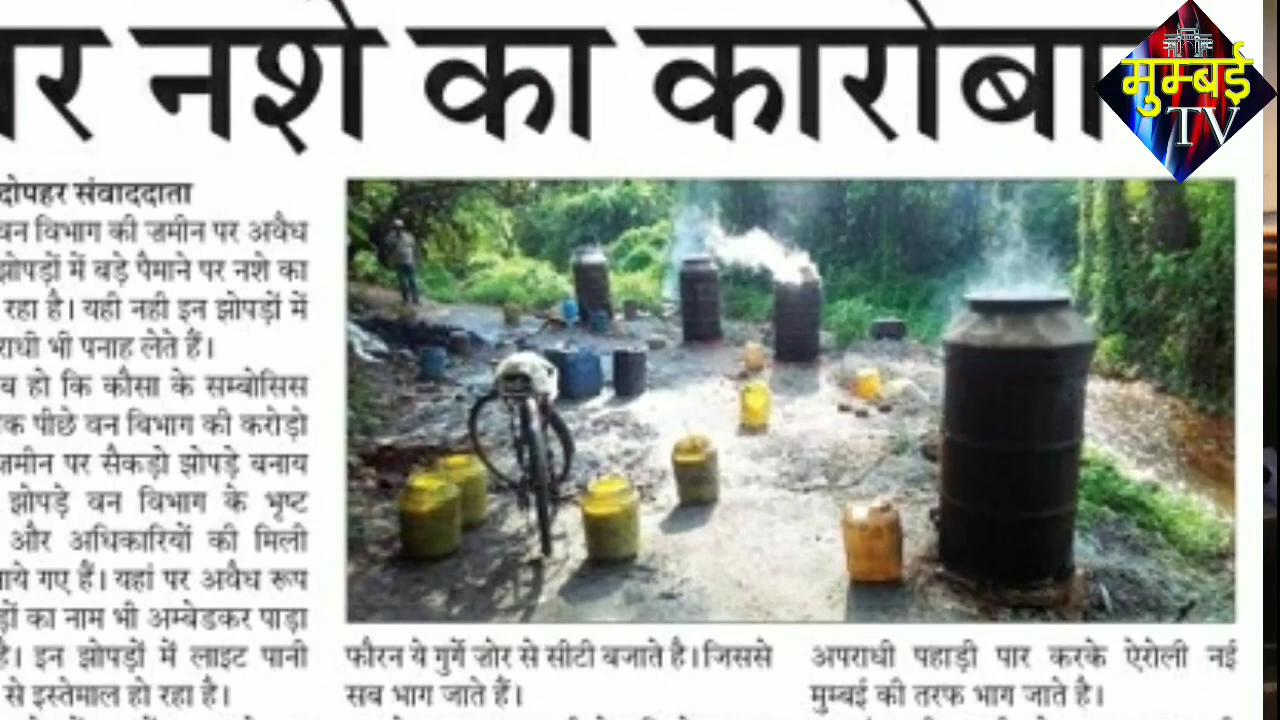 नशे का कारोबा
मुम्बई
TV
दोपहर संवाददाता
वन विभाग की ज़मीन पर अवैध
झोपड़ों में बड़े पैमाने पर नशे का
रहा है। यही नही इन झोपड़ों में
भी पनाह लेते हैं।
हो कि कौसा के सम्बोसिस
पीछे वन विभाग की करोड़ो
ज़मीन पर सैकड़ो झोपड़े बनाय
झोपड़े वन विभाग के भृष्ट
और अधिकारियों की मिली
गए हैं। यहां पर अवैध रूप
का नाम भी अम्बेडकर पाड़ा
है। इन झोपड़ों में लाइट पानी
से इस्तेमाल हो रहा है।
फौरन ये गुर्गे ज़ोर से सीटी बजाते है। जिससे
सब भाग जाते हैं।
अपराधी पहाड़ी पार करके ऐरोली नई
मुम्बई की तरफ भाग जाते है।